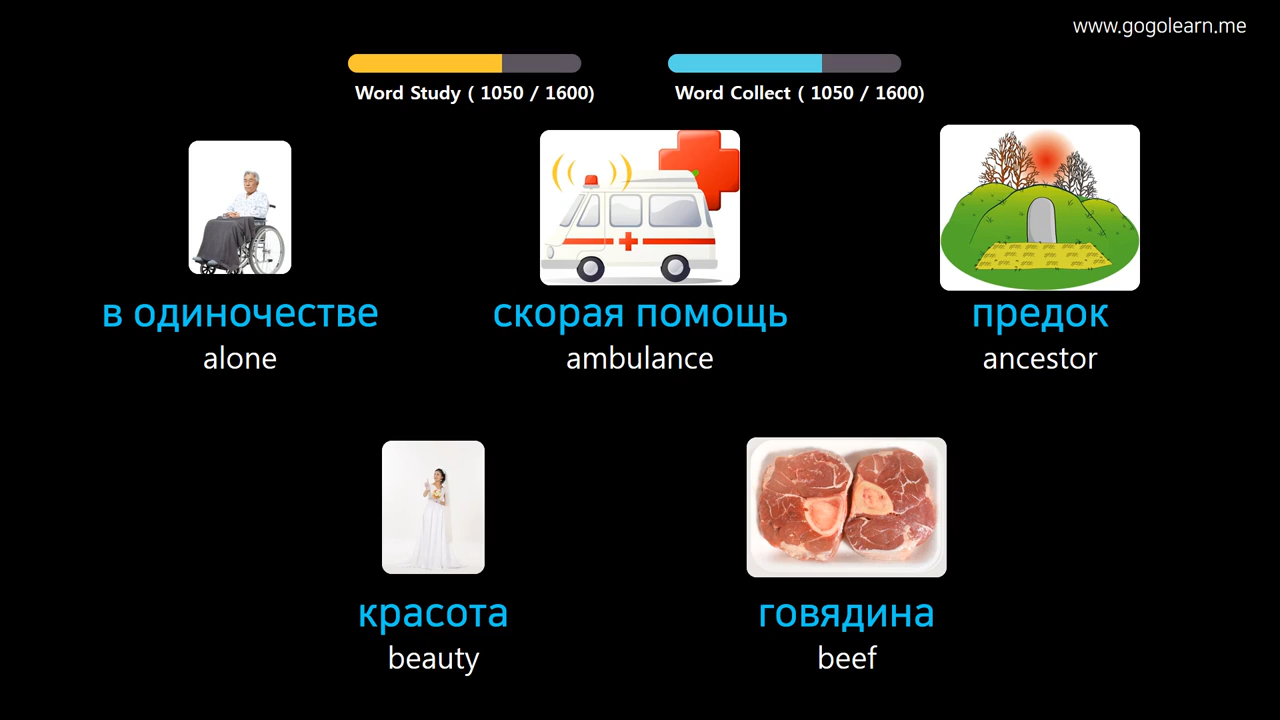 www.gogolearn.me
Word Study ( 1050 / 1600)
Word Collect ( 1050 / 1600)
в одиночестве
alone
скорая помощь
ambulance
предок
ancestor
красота
beauty
говядина
beef